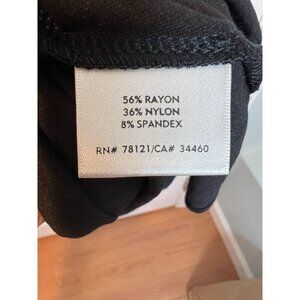 56% RAYON
36% NYLON
8% SPANDEX
RN# 78121/CA# 34460